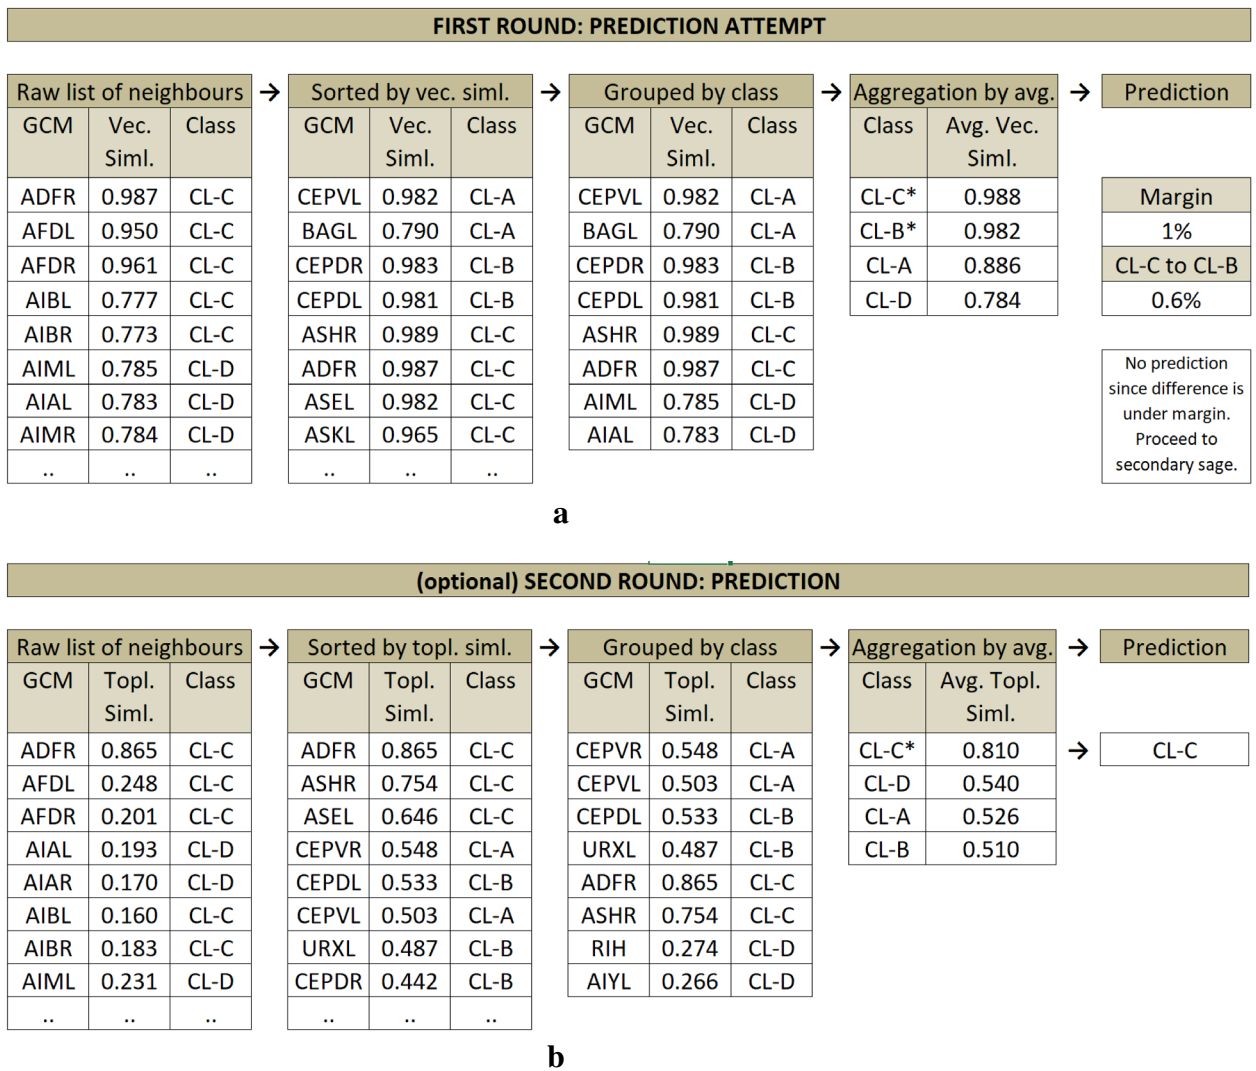 FIRST ROUND: PREDICTION ATTEMPT
Raw list of neighbours → Sorted by vec. siml. → Grouped by class → Aggregation by avg. → Prediction
GCM Vec. Siml. Class GCM Vec. Siml. Class GCM Vec. Siml. Class Class Avg. Vec. Siml.
ADFR 0.987 CL-C CEPVL 0.982 CL-A CEPVL 0.982 CL-A CL-C* 0.988 Margin
AFDL 0.950 CL-C BAGL 0.790 CL-A BAGL 0.790 CL-A CL-B* 0.982 1%
AFDR 0.961 CL-C CEPDR 0.983 CL-B CEPDR 0.983 CL-B CL-A 0.886 CL-C to CL-B
AIBL 0.777 CL-C CEPDL 0.981 CL-B CEPDL 0.981 CL-B CL-D 0.784 0.6%
AIBR 0.773 CL-C ASHR 0.989 CL-C ASHR 0.989 CL-C
AIML 0.785 CL-D ADFR 0.987 CL-C ADFR 0.987 CL-C
AIAL 0.783 CL-D ASEL 0.982 CL-C AIML 0.785 CL-D
AIMR 0.784 CL-D ASKL 0.965 CL-C AIAL 0.783 CL-D
.. .. .. .. .. ..
No prediction
since difference is
under margin.
Proceed to
secondary sage.
a
(optional) SECOND ROUND: PREDICTION
Raw list of neighbours → Sorted by topl. siml. → Grouped by class → Aggregation by avg. → Prediction
GCM Topl. Siml. Class GCM Topl. Siml. Class GCM Topl. Siml. Class Class Avg. Topl. Siml.
ADFR 0.865 CL-C ADFR 0.865 CL-C CEPVR 0.548 CL-A CL-C* 0.810 → CL-C
AFDL 0.248 CL-C ASHR 0.754 CL-C CEPVL 0.503 CL-A CL-D 0.540
AFDR 0.201 CL-C ASEL 0.646 CL-C CEPDL 0.533 CL-B CL-A 0.526
AIAL 0.193 CL-D CEPVR 0.548 CL-A URXL 0.487 CL-B CL-B 0.510
AIAR 0.170 CL-D CEPDL 0.533 CL-B ADFR 0.865 CL-C
AIBL 0.160 CL-C CEPVL 0.503 CL-A ASHR 0.754 CL-C
AIBR 0.183 CL-C URXL 0.487 CL-B RIH 0.274 CL-D
AIML 0.231 CL-D CEPDR 0.442 CL-B AIYL 0.266 CL-D
.. .. .. .. .. ..
b